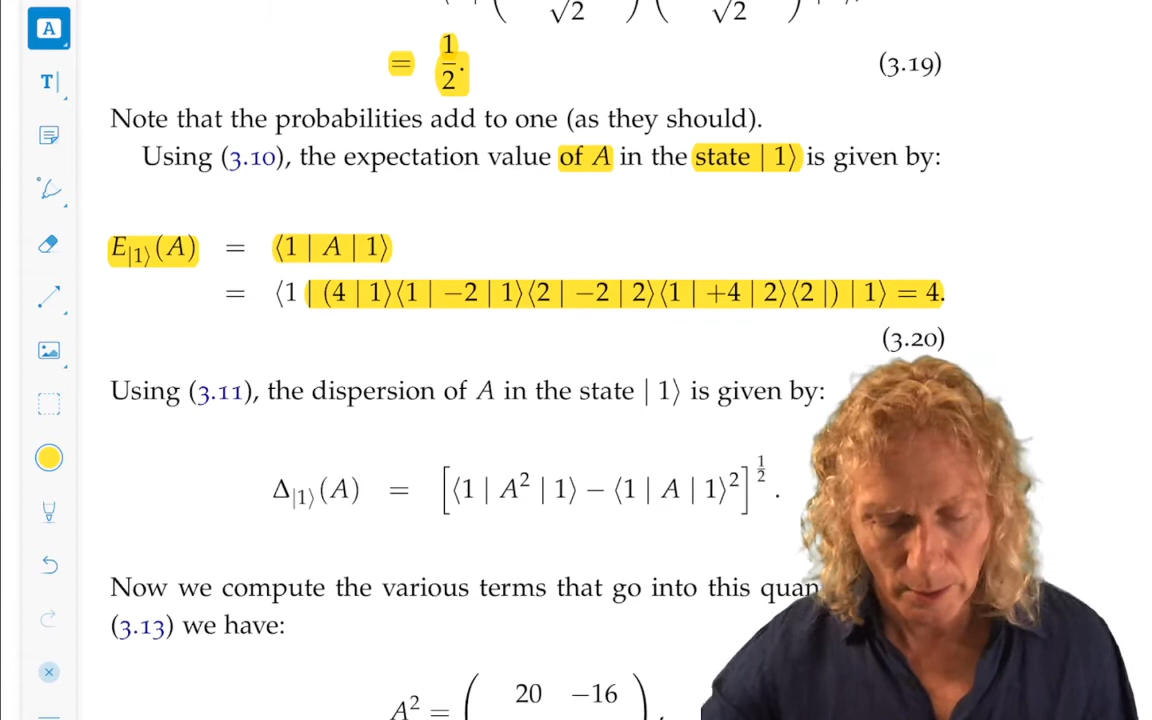 √2 √2
= 1/2. (3.19)
Note that the probabilities add to one (as they should).
Using (3.10), the expectation value of A in the state | 1⟩ is given by:
E|1⟩(A) = ⟨1 | A | 1⟩
= ⟨1 | (4 | 1⟩⟨1 | −2 | 1⟩⟨2 | −2 | 2⟩⟨1 | +4 | 2⟩⟨2 |) | 1⟩ = 4.
(3.20)
Using (3.11), the dispersion of A in the state | 1⟩ is given by:
Δ|1⟩(A) = [⟨1 | A² | 1⟩ − ⟨1 | A | 1⟩²]^1/2 .
Now we compute the various terms that go into this
(3.13) we have:
A² = ( 20 −16
A
T